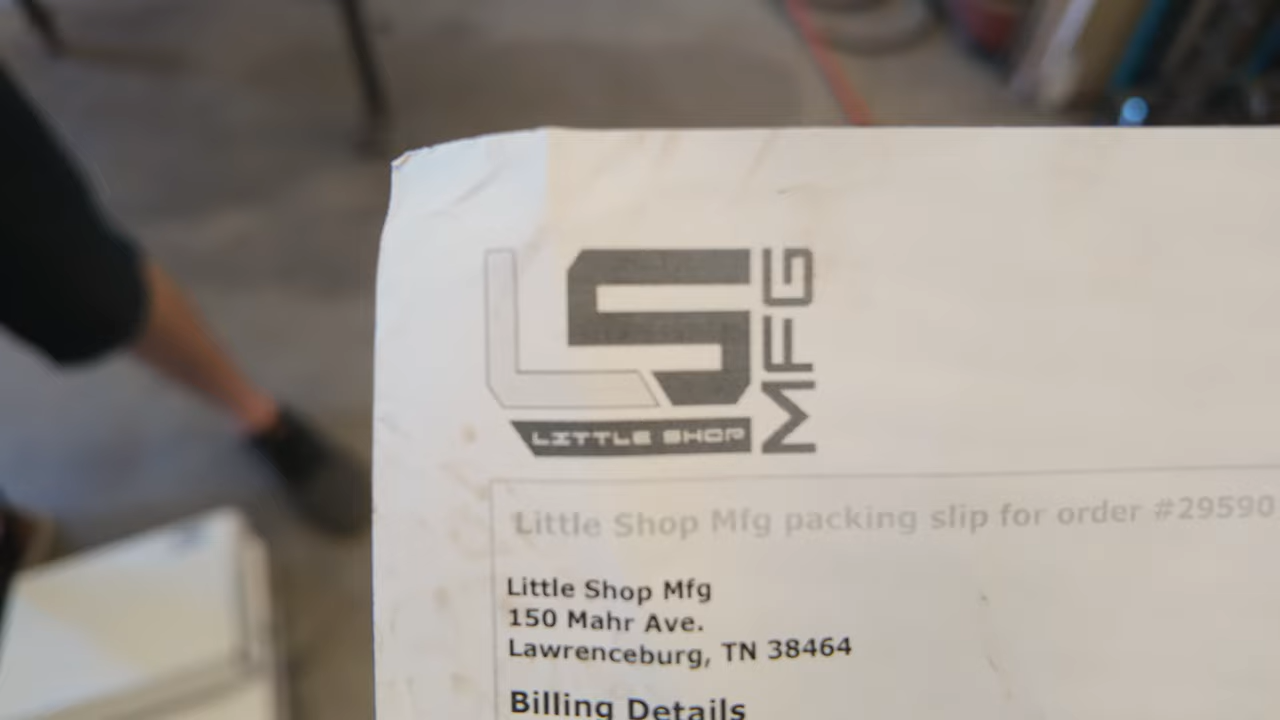 LS
MFG
LITTLE SHOP
Little Shop Mfg packing slip for order #29590
Little Shop Mfg
150 Mahr Ave.
Lawrenceburg, TN 38464
Billing Details